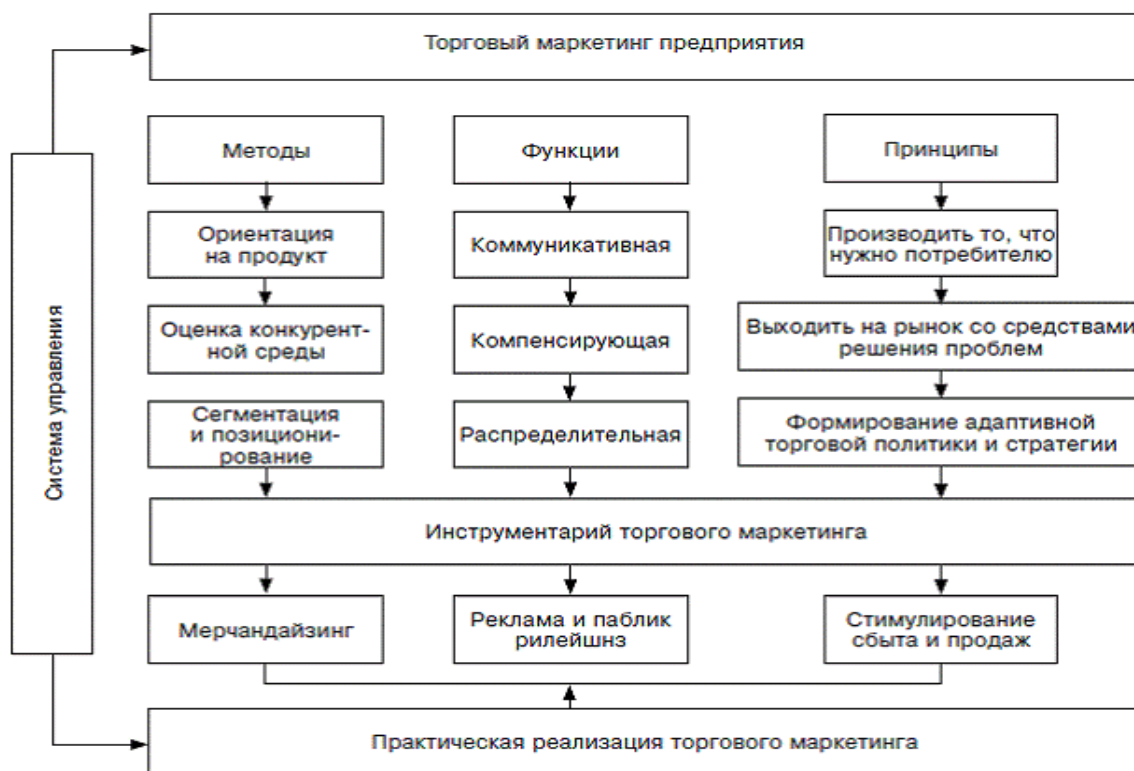 Торговый маркетинг предприятия
Методы
Функции
Принципы
Ориентация
на продукт
Коммуникативная
Производить то, что
нужно потребителю
Система управления
Оценка конкурент-
ной среды
Компенсирующая
Выходить на рынок со средствами
решения проблем
Сегментация
и позициони-
рование
Распределительная
Формирование адаптивной
торговой политики и стратегии
Инструментарий торгового маркетинга
Мерчандайзинг
Реклама и паблик
рилейшнз
Стимулирование
сбыта и продаж
Практическая реализация торгового маркетинга